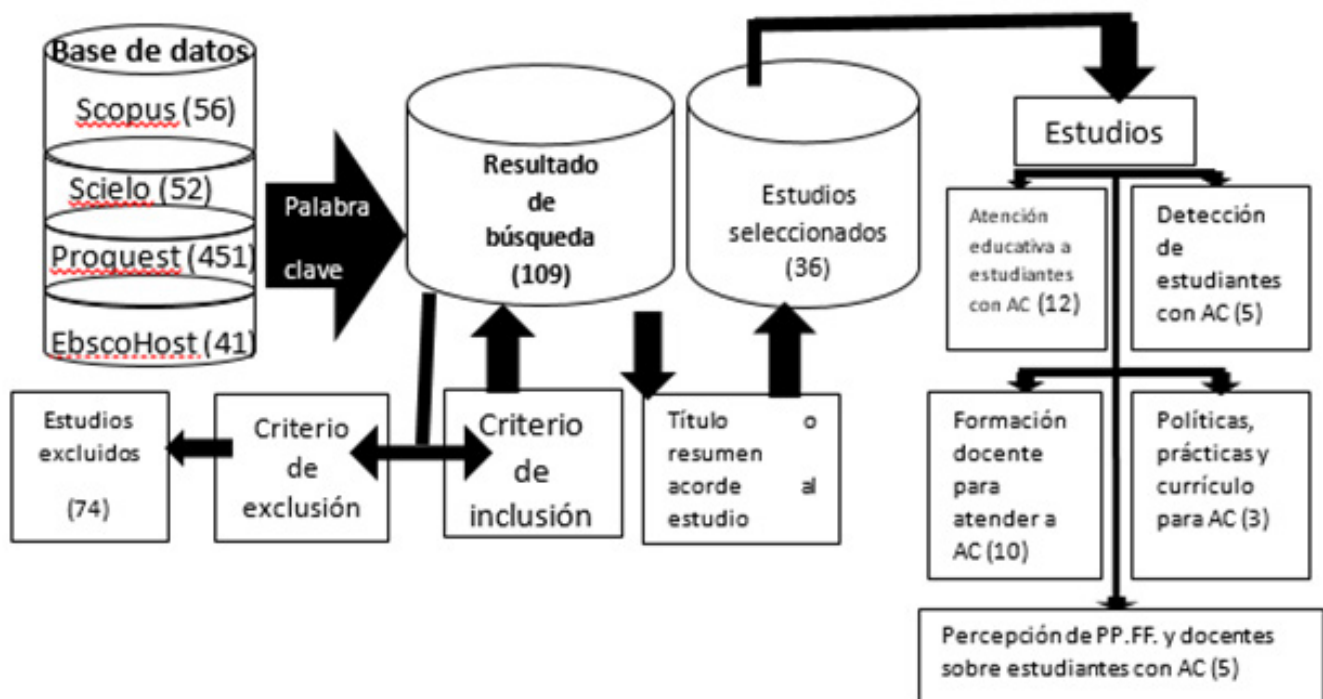 Base de datos
Scopus (56)
Scielo (52)
Proquest (451)
EbscoHost (41)
Palabra
clave
Resultado
de
búsqueda
(109)
Estudios
seleccionados
(36)
Estudios
excluidos
(74)
Criterio
de
exclusión
Criterio
de
inclusión
Título o
resumen
acorde al
estudio
Estudios
Atención
educativa a
estudiantes
con AC (12)
Detección
de
estudiantes
con AC (5)
Formación
docente
para
atender a
AC (10)
Políticas,
prácticas y
currículo
para AC (3)
Percepción de PP.FF. y docentes
sobre estudiantes con AC (5)